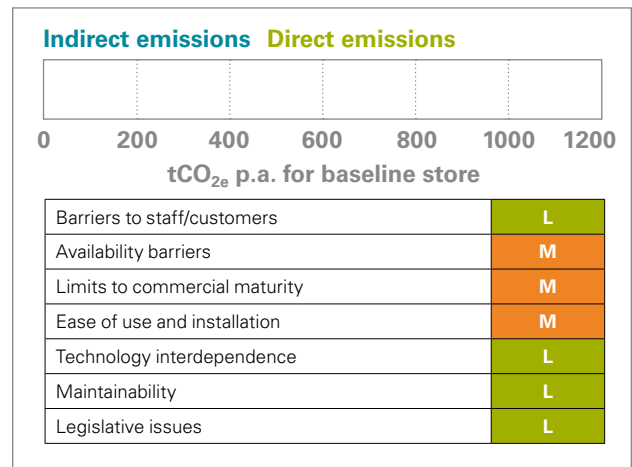 Indirect emissions Direct emissions
0 200 400 600 800 1000 1200
tCO2e p.a. for baseline store
Barriers to staff/customers L
Availability barriers M
Limits to commercial maturity M
Ease of use and installation M
Technology interdependence L
Maintainability L
Legislative issues L